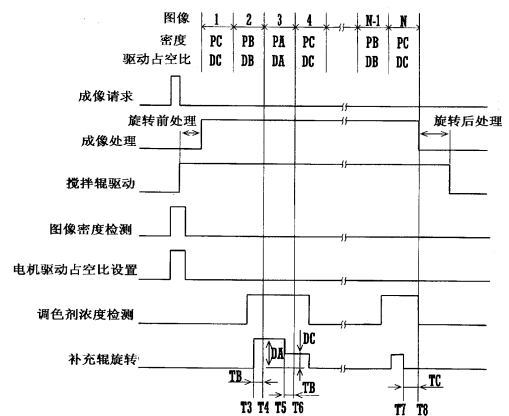 图像 1 2 3 4 N-1 N
密度 PC PB PA PC PB PC
驱动占空比 DC DB DA DC DB DC
成像请求
旋转前处理 旋转后处理
成像处理
搅拌辊驱动
图像密度检测
电机驱动占空比设置
调色剂浓度检测
DC
补充辊旋转 DA
TB TB TC
T3 T4 T5 T6 T7 T8